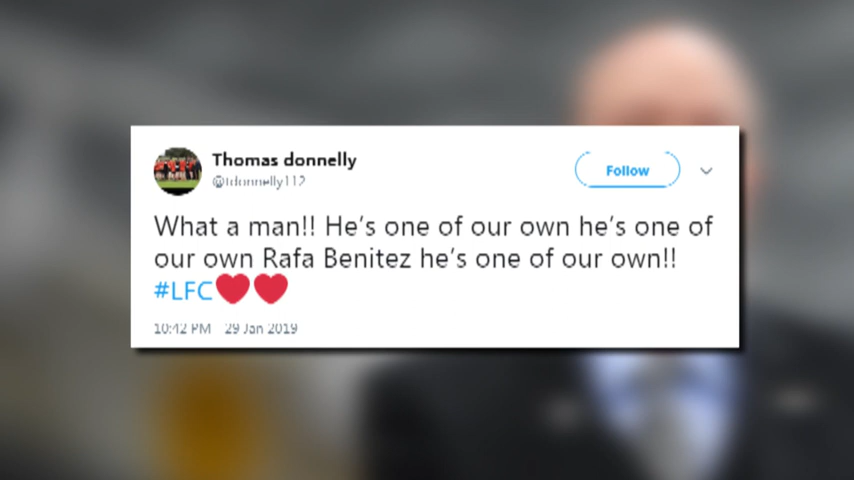 Thomas donnelly
@tdonnelly112
Follow
What a man!! He's one of our own he's one of
our own Rafa Benitez he's one of our own!!
#LFC❤❤
10:42 PM 29 Jan 2019